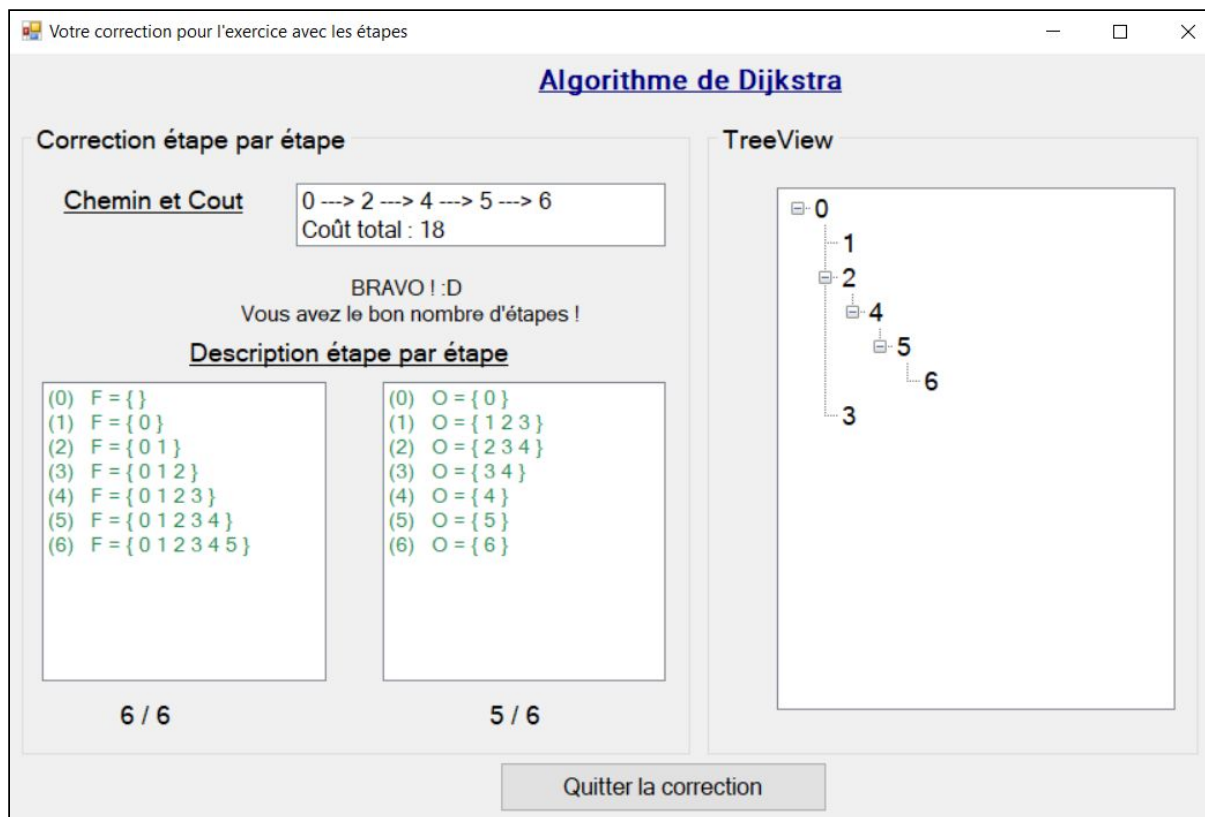 Votre correction pour l'exercice avec les étapes
Algorithme de Dijkstra
Correction étape par étape
Chemin et Cout
0 ---> 2 ---> 4 ---> 5 ---> 6
Coût total : 18
BRAVO ! :D
Vous avez le bon nombre d'étapes !
Description étape par étape
(0) F = { }
(1) F = { 0 }
(2) F = { 0 1 }
(3) F = { 0 1 2 }
(4) F = { 0 1 2 3 }
(5) F = { 0 1 2 3 4 }
(6) F = { 0 1 2 3 4 5 }
6 / 6
(0) O = { 0 }
(1) O = { 1 2 3 }
(2) O = { 2 3 4 }
(3) O = { 3 4 }
(4) O = { 4 }
(5) O = { 5 }
(6) O = { 6 }
5 / 6
TreeView
0
1
2
4
5
6
3
Quitter la correction